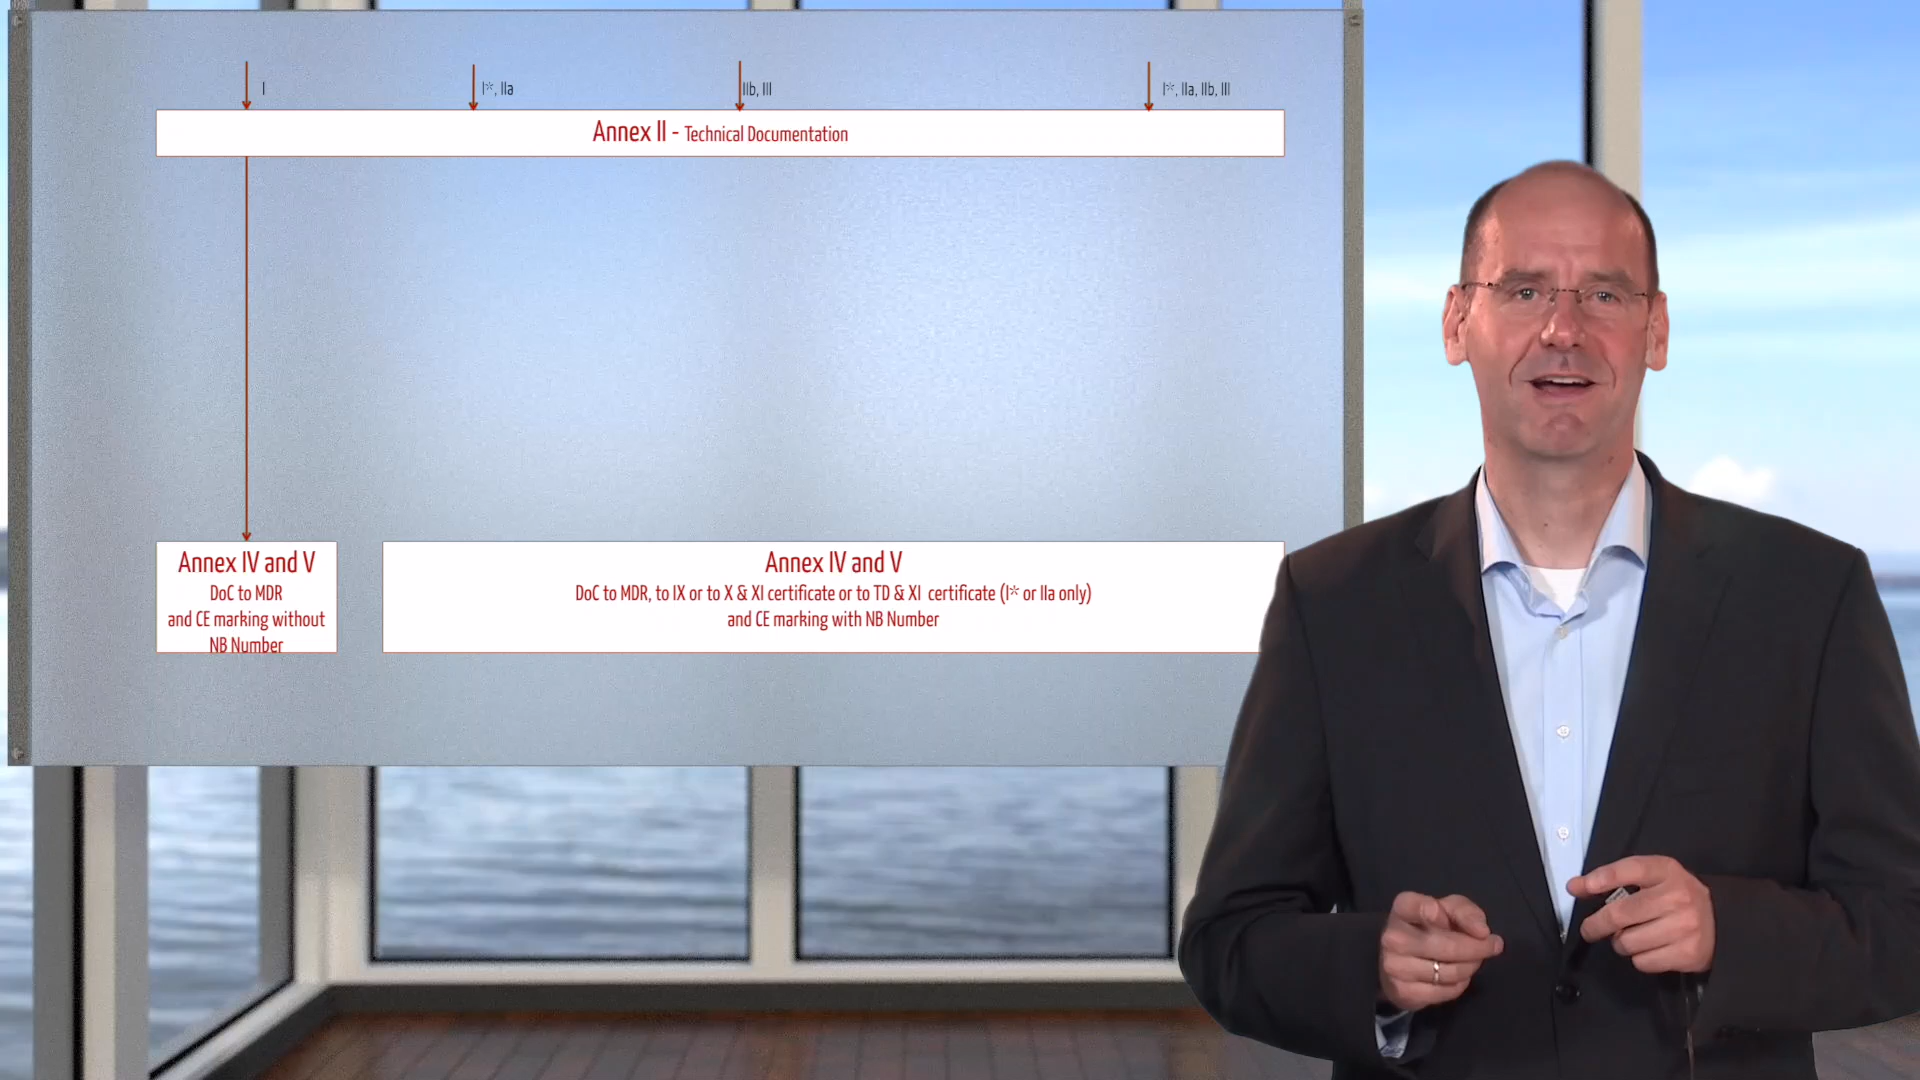 I
I*, IIa
IIb, III
I*, IIa, IIb, III
Annex II - Technical Documentation
Annex IV and V
DoC to MDR
and CE marking without
NB Number
Annex IV and V
DoC to MDR, to IX or to X & XI certificate or to TD & XI certificate (I* or IIa only)
and CE marking with NB Number